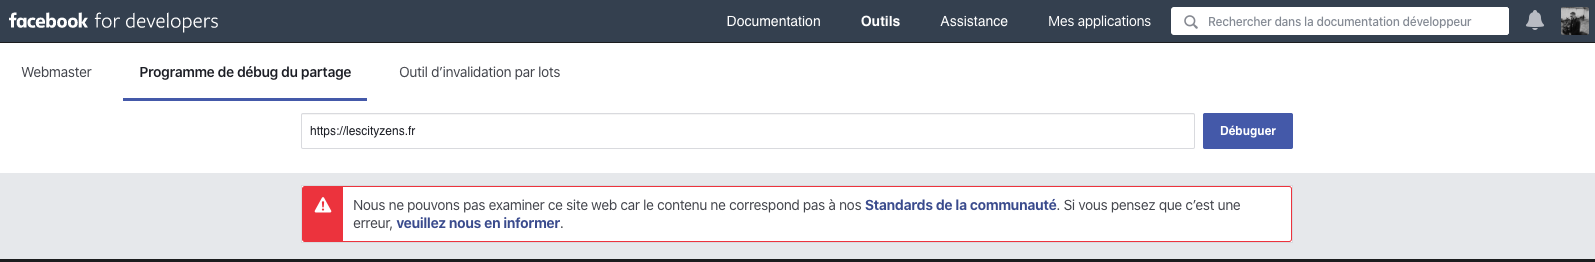 facebook for developers
Documentation
Outils
Assistance
Mes applications
Rechercher dans la documentation développeur
Webmaster
Programme de débug du partage
Outil d’invalidation par lots
https://lescityzens.fr
Débuguer
Nous ne pouvons pas examiner ce site web car le contenu ne correspond pas à nos Standards de la communauté. Si vous pensez que c’est une
erreur, veuillez nous en informer.